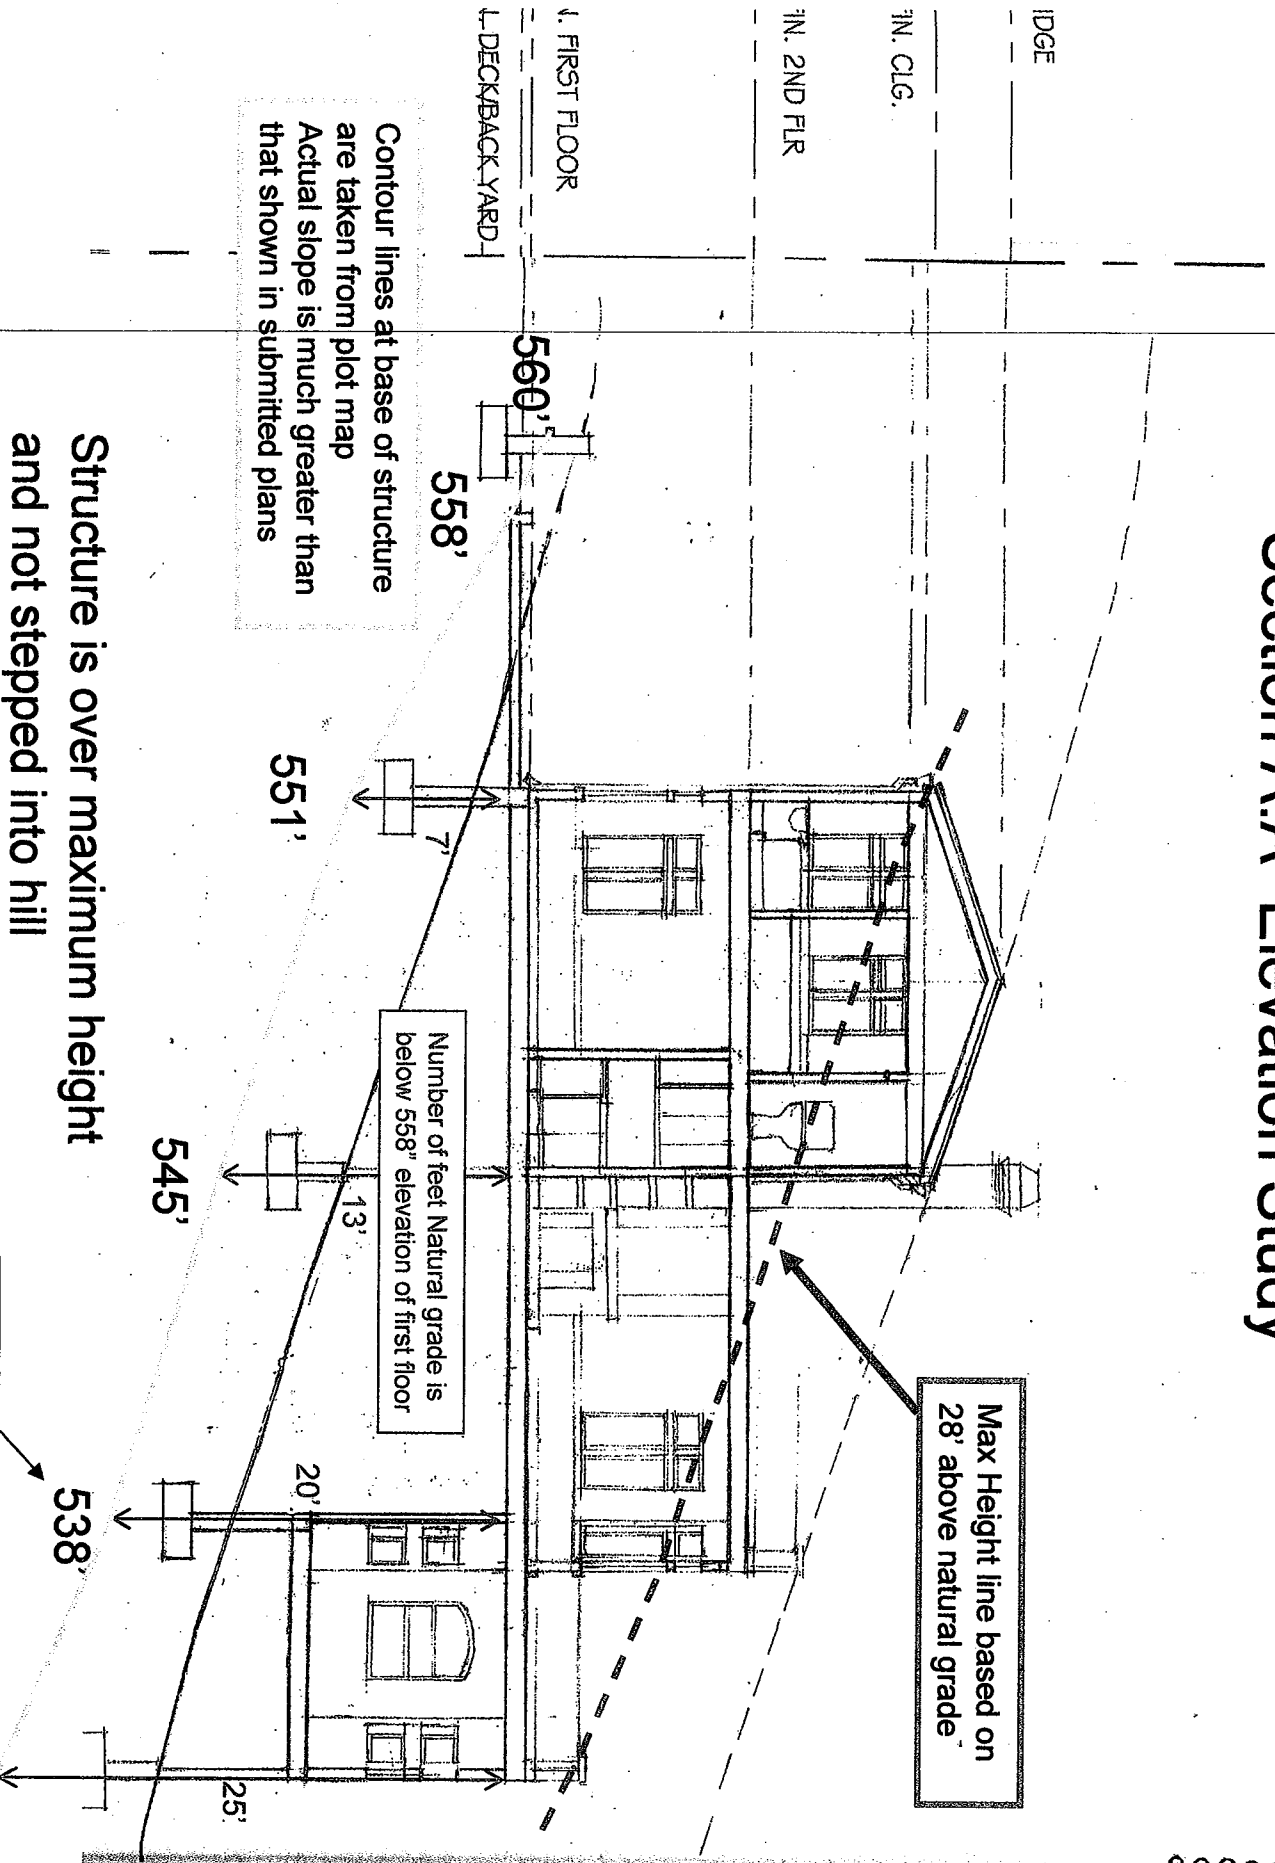 Elevation Study
IDGE
IN. CLG.
IN. 2ND FLR
FIRST FLOOR
DECK/BACK YARD
Max Height line based on
28' above natural grade
560'
558'
551'
545'
538'
7'
13'
20'
25'
Number of feet Natural grade is
below 558" elevation of first floor
Contour lines at base of structure
are taken from plot map
Actual slope is much greater than
that shown in submitted plans
Structure is over maximum height
and not stepped into hill